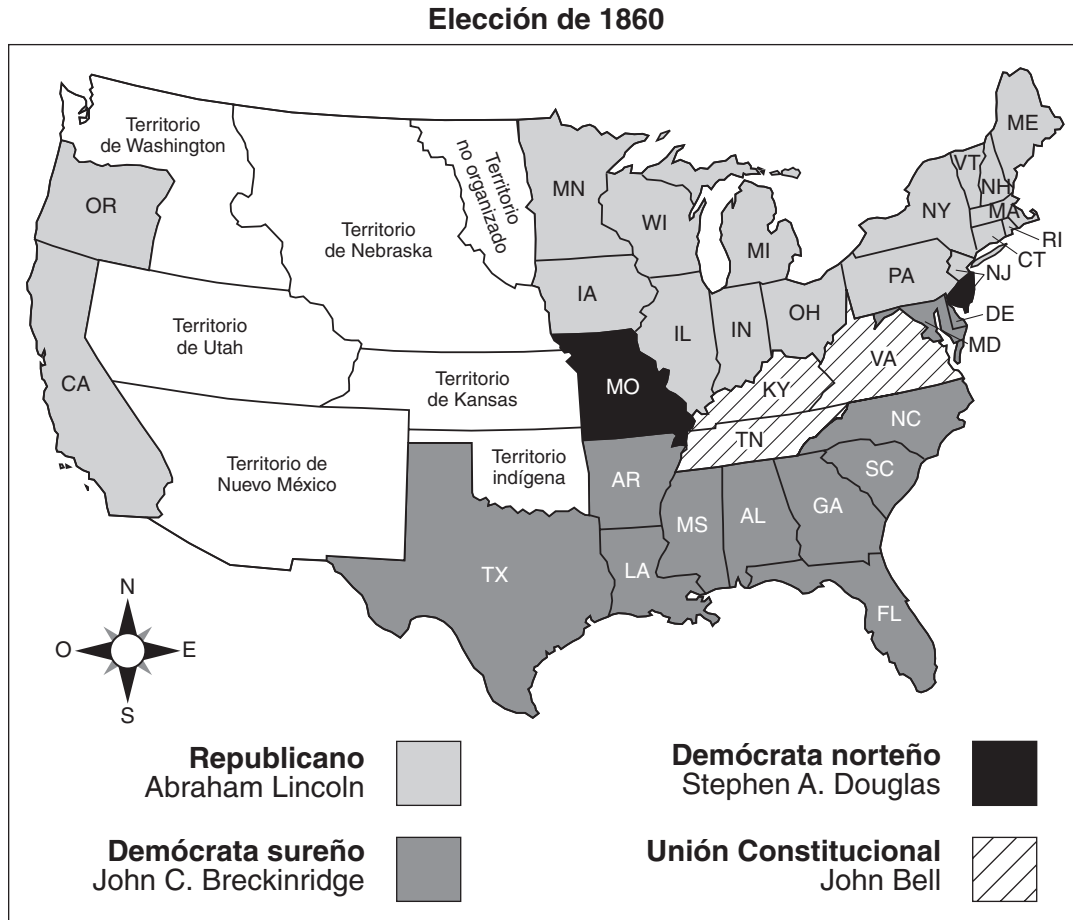 Elección de 1860
Territorio
de Washington
Territorio
no organizado
ME
VT
NH
OR
MN
Territorio
de Nebraska
WI
NY
MA
MI
RI
CT
PA
NJ
IA
OH
Territorio
de Utah
IL
IN
DE
MD
CA
VA
Territorio
de Kansas
MO
KY
NC
TN
Territorio de
Nuevo México
Territorio
indígena
AR
SC
MS
AL
GA
TX
LA
FL
N
O
E
S
Republicano
Abraham Lincoln
Demócrata norteño
Stephen A. Douglas
Demócrata sureño
John C. Breckinridge
Unión Constitucional
John Bell